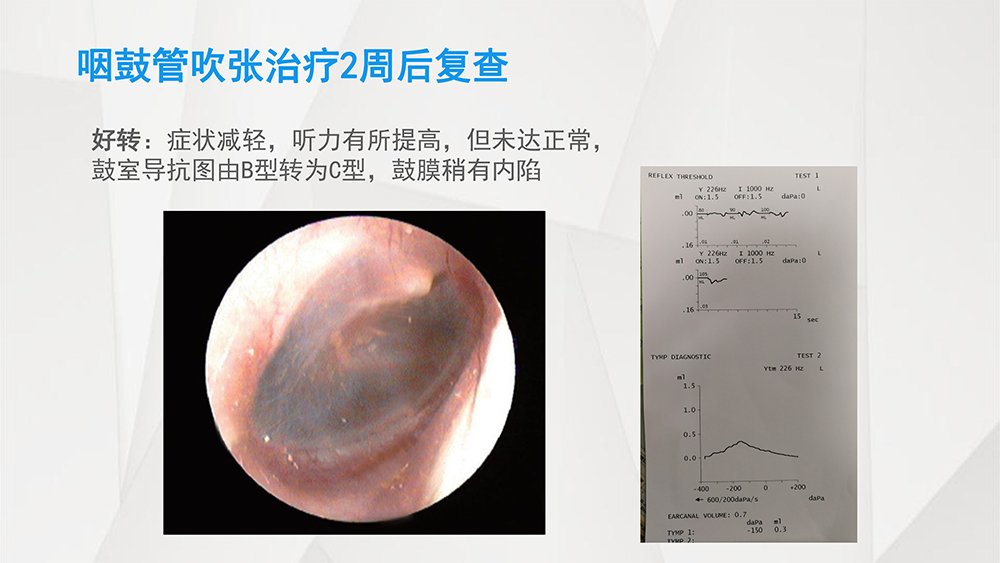 咽鼓管吹张治疗2周后复查
好转：症状减轻，听力有所提高，但未达正常，
鼓室导抗图由B型转为C型，鼓膜稍有内陷
REFLEX THRESHOLD TEST 1
Y 226Hz I 1000 Hz L
ml ON:1.5 OFF:1.5 daPa:0
.00 80 90 100
HL HL HL
.16 .01 .01 .02
Y 226Hz I 1000 Hz L
ml ON:1.5 OFF:1.5 daPa:0
.00 105
HL
.03
.16
15 sec
TYMP DIAGNOSTIC TEST 2
Ytm 226 Hz L
ml
1.5
1.0
0.5
0.0
-400 -200 0 +200
← 600/200daPa/s daPa
EARCANAL VOLUME: 0.7
daPa ml
TYMP 1: -150 0.3
TYMP 2: